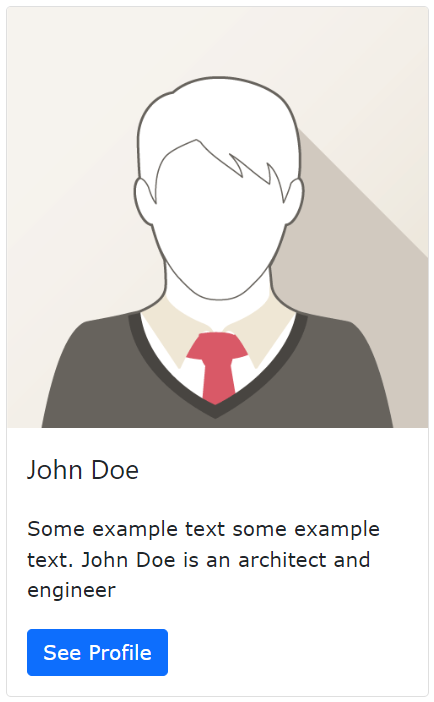 John Doe
Some example text some example
text. John Doe is an architect and
engineer
See Profile